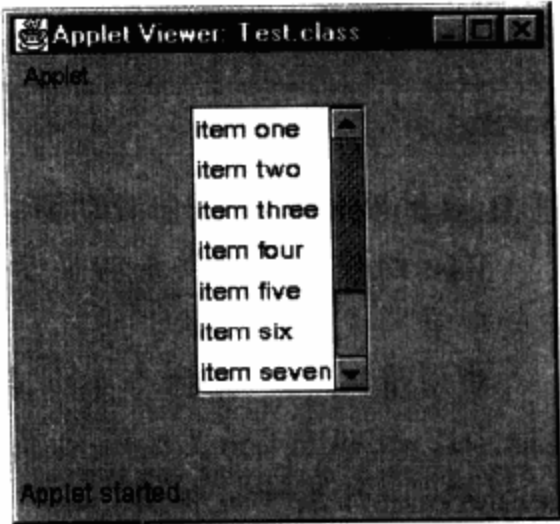 Applet Viewer: Test.class
Applet
item one
item two
item three
item four
item five
item six
item seven
Applet started.